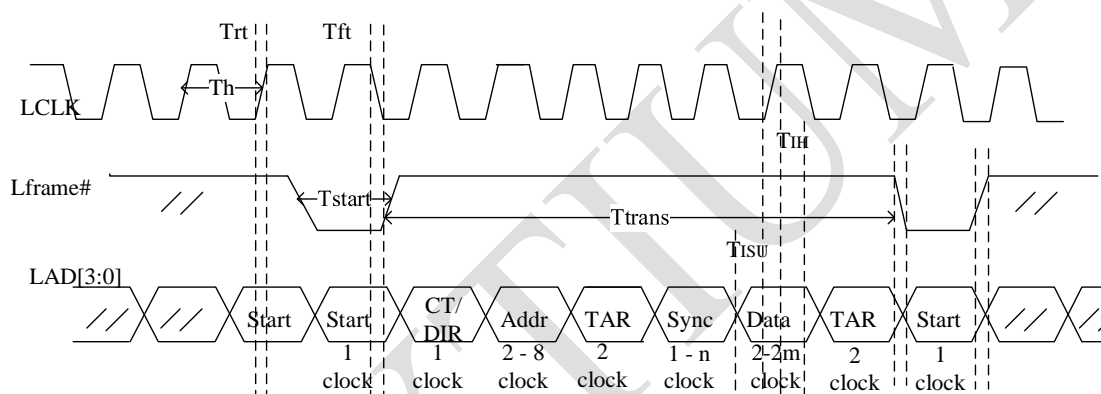 Trt Tft
Th
LCLK
TIH
Lframe#
Tstart
Ttrans
TISU
LAD[3:0]
Start Start CT/ DIR Addr TAR Sync Data TAR Start
1 clock 1 clock 2 - 8 clock 2 clock 1 - n clock 2-2m clock 2 clock 1 clock